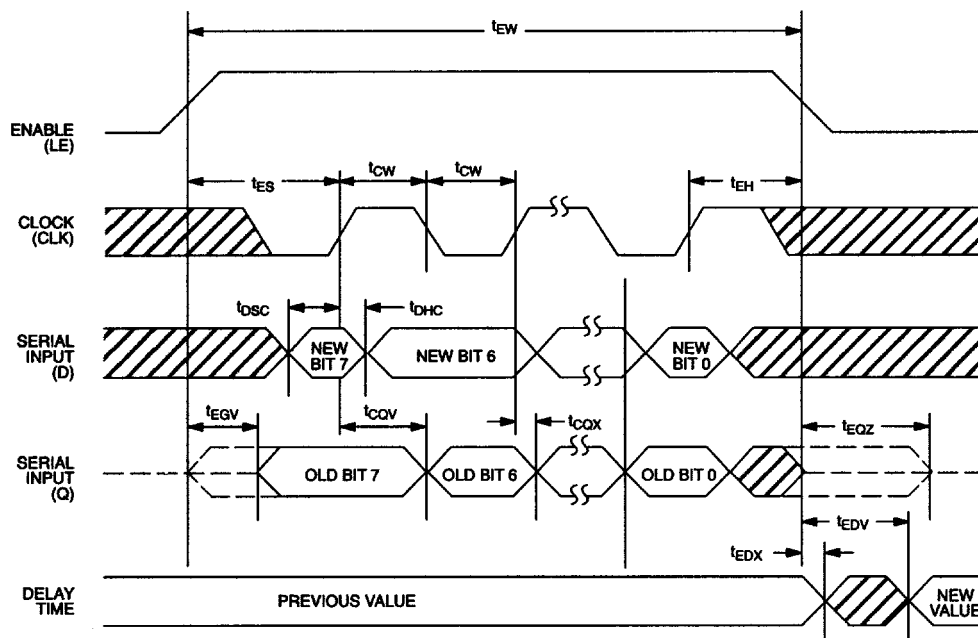 tEW
ENABLE
(LE)
tES
tCW
tCW
tEH
CLOCK
(CLK)
tDSC
tDHC
SERIAL
INPUT
(D)
NEW
BIT 7
NEW BIT 6
NEW
BIT 0
tEGV
tCQV
tCQX
tEQZ
SERIAL
INPUT
(Q)
OLD BIT 7
OLD BIT 6
OLD BIT 0
tEDX
tEDV
DELAY
TIME
PREVIOUS VALUE
NEW
VALUE